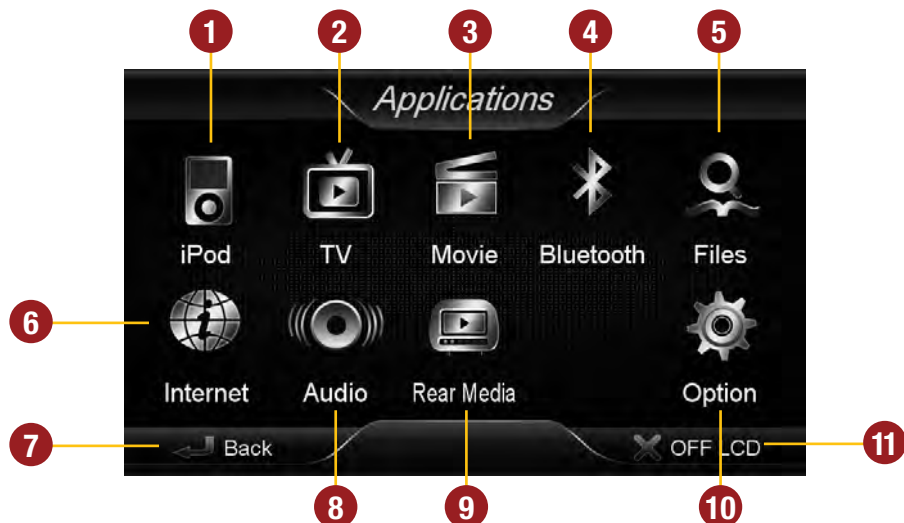 1 2 3 4 5
Applications
iPod TV Movie Bluetooth Files
6
Internet Audio Rear Media Option
7 Back OFF LCD 11
8 9 10